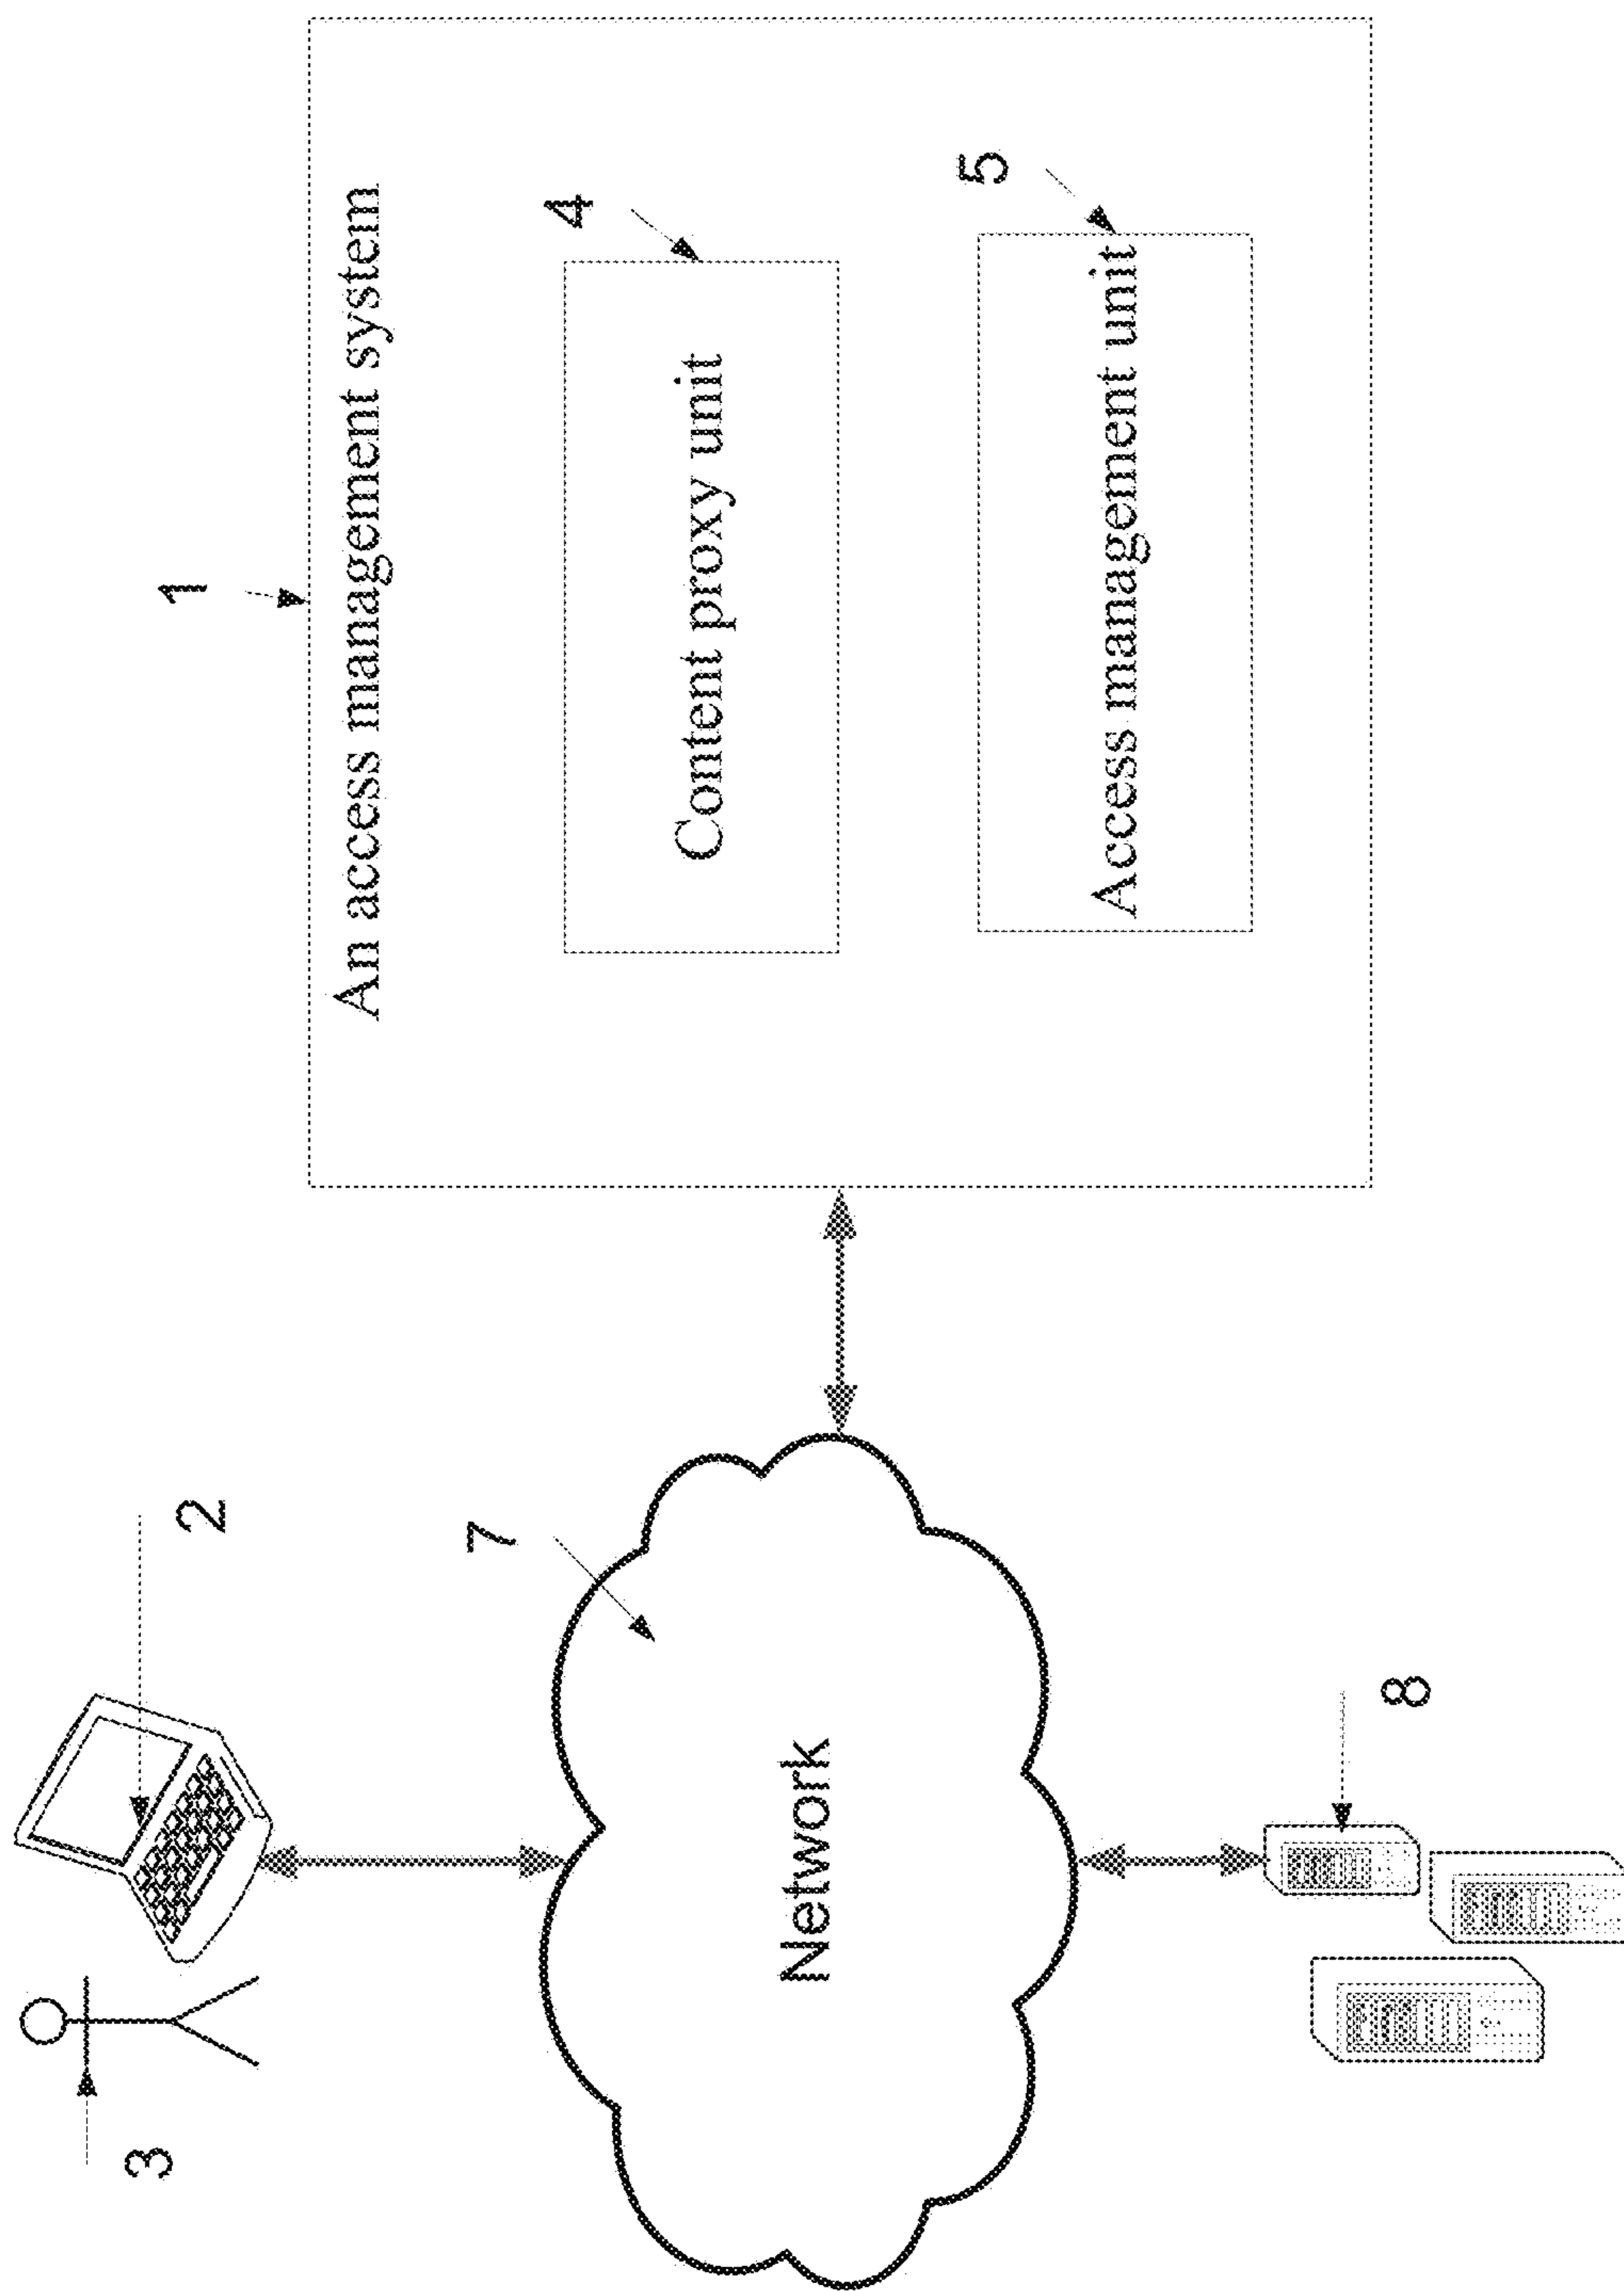 1
An access management system
4
Content proxy unit
5
Access management unit
3
2
7
Network
8